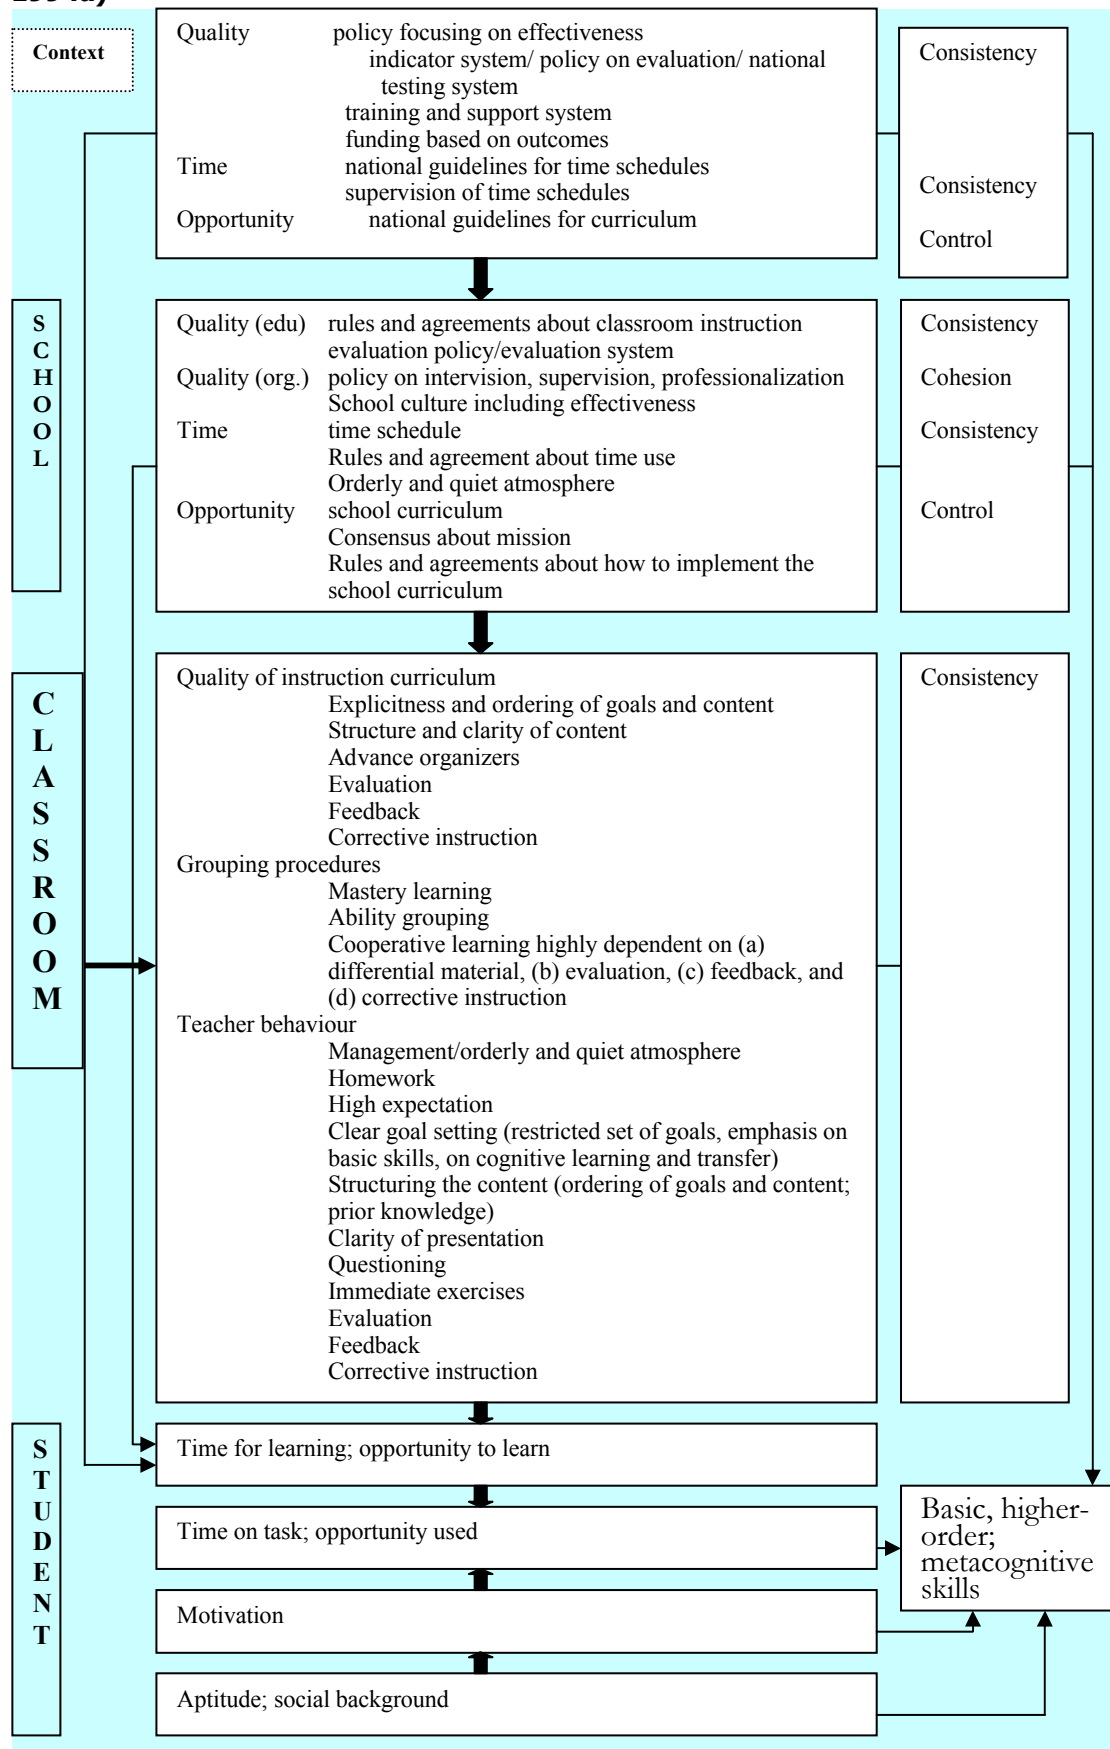 Context
Quality policy focusing on effectiveness
indicator system/ policy on evaluation/ national
testing system
training and support system
funding based on outcomes
Time national guidelines for time schedules
supervision of time schedules
Opportunity national guidelines for curriculum
Consistency
Consistency
Control
SCHOOL
Quality (edu) rules and agreements about classroom instruction
evaluation policy/evaluation system
Quality (org.) policy on intervision, supervision, professionalization
School culture including effectiveness
Time time schedule
Rules and agreement about time use
Orderly and quiet atmosphere
Opportunity school curriculum
Consensus about mission
Rules and agreements about how to implement the
school curriculum
Consistency
Cohesion
Consistency
Control
CLASSROOM
Quality of instruction curriculum
Explicitness and ordering of goals and content
Structure and clarity of content
Advance organizers
Evaluation
Feedback
Corrective instruction
Grouping procedures
Mastery learning
Ability grouping
Cooperative learning highly dependent on (a)
differential material, (b) evaluation, (c) feedback, and
(d) corrective instruction
Teacher behaviour
Management/orderly and quiet atmosphere
Homework
High expectation
Clear goal setting (restricted set of goals, emphasis on
basic skills, on cognitive learning and transfer)
Structuring the content (ordering of goals and content;
prior knowledge)
Clarity of presentation
Questioning
Immediate exercises
Evaluation
Feedback
Corrective instruction
Consistency
STUDENT
Time for learning; opportunity to learn
Time on task; opportunity used
Motivation
Aptitude; social background
Basic, higher-
order;
metacognitive
skills